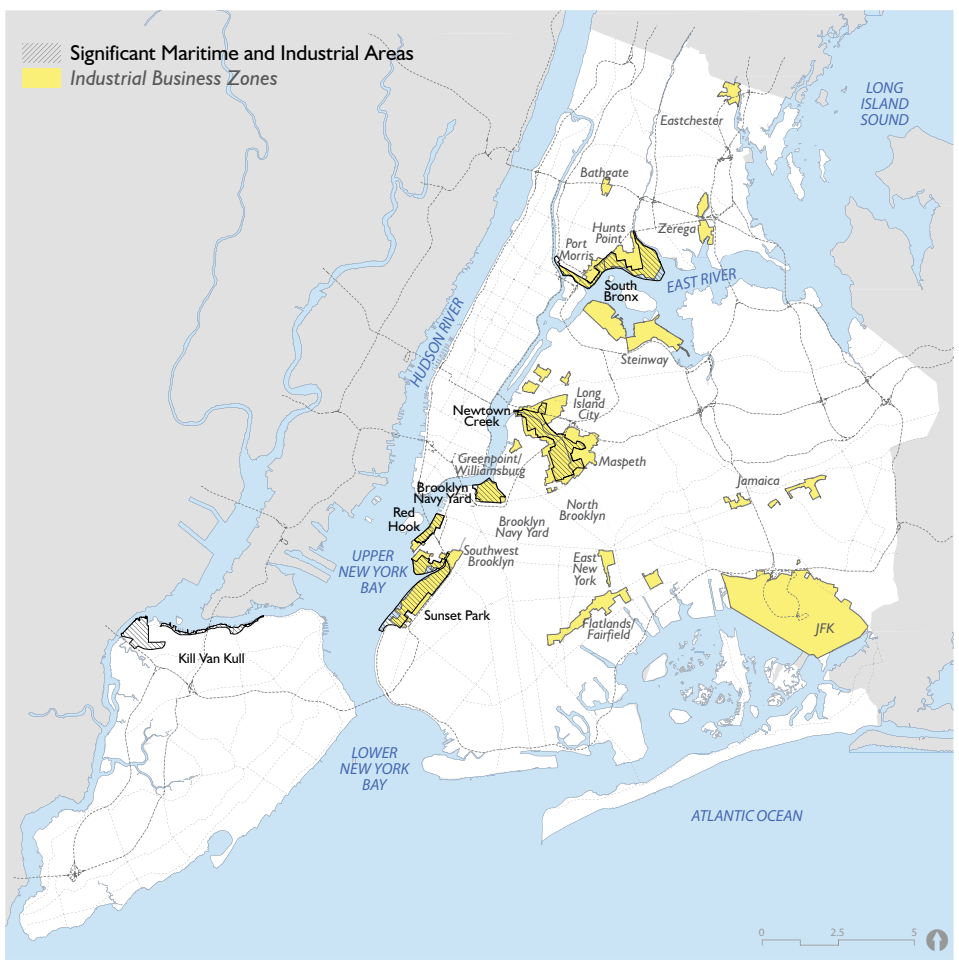 Significant Maritime and Industrial Areas
Industrial Business Zones
LONG
ISLAND
SOUND
Eastchester
Bathgate
Hunts
Point
Zerega
Port
Morris
South
Bronx
EAST RIVER
HUDSON RIVER
Steinway
Long
Island
City
Newtown
Creek
Greenpoint/
Williamsburg
Maspeth
Brooklyn
Navy Yard
Jamaica
North
Brooklyn
Red
Hook
Brooklyn
Navy Yard
Southwest
Brooklyn
East
New
York
UPPER
NEW YORK
BAY
Sunset Park
Flatlands/
Fairfield
JFK
Kill Van Kull
LOWER
NEW YORK
BAY
ATLANTIC OCEAN
0 2.5 5